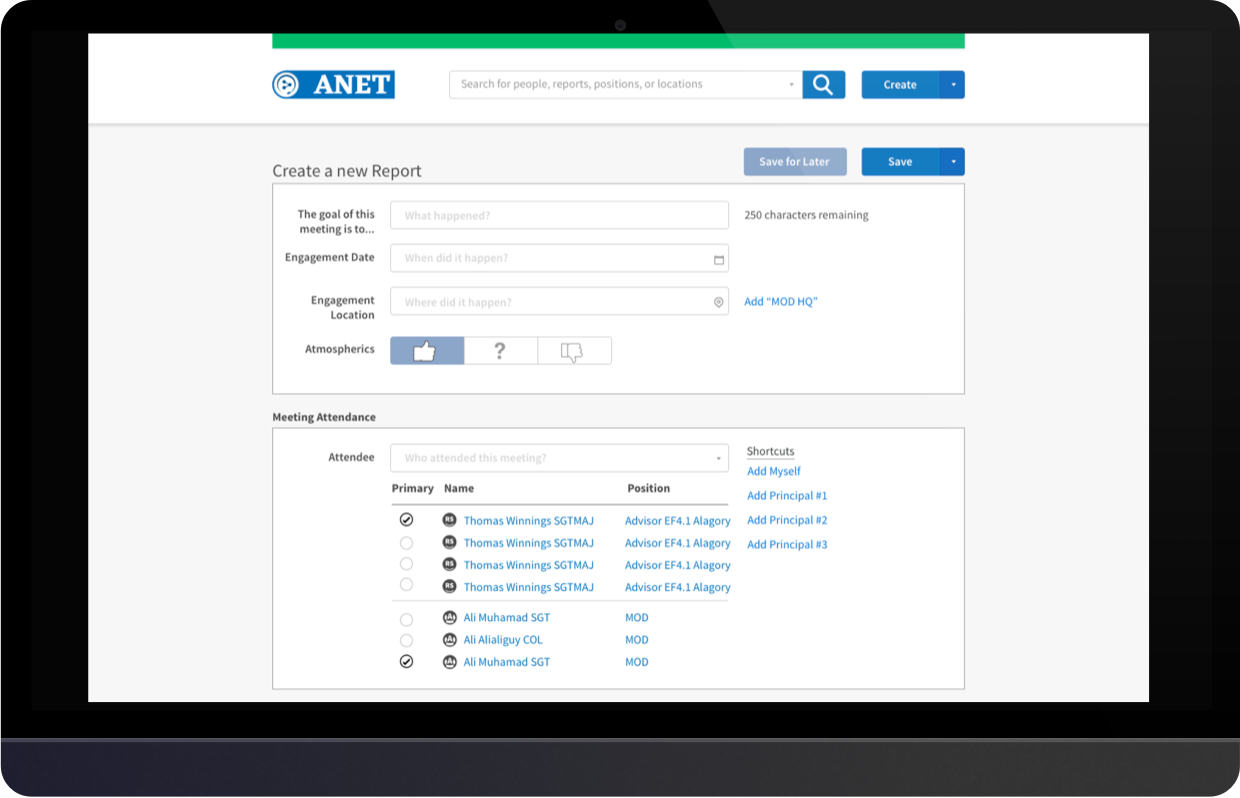 ANET
Search for people, reports, positions, or locations
Create
Create a new Report
Save for Later
Save
The goal of this
meeting is to...
What happened?
250 characters remaining
Engagement Date
When did it happen?
Engagement
Location
Where did it happen?
Add “MOD HQ”
Atmospherics
?
Meeting Attendance
Attendee
Who attended this meeting?
Shortcuts
Add Myself
Add Principal #1
Add Principal #2
Add Principal #3
Primary Name Position
RS Thomas Winnings SGTMAJ Advisor EF4.1 Alagory
RS Thomas Winnings SGTMAJ Advisor EF4.1 Alagory
RS Thomas Winnings SGTMAJ Advisor EF4.1 Alagory
RS Thomas Winnings SGTMAJ Advisor EF4.1 Alagory
Ali Muhamad SGT MOD
Ali Alialiguy COL MOD
Ali Muhamad SGT MOD